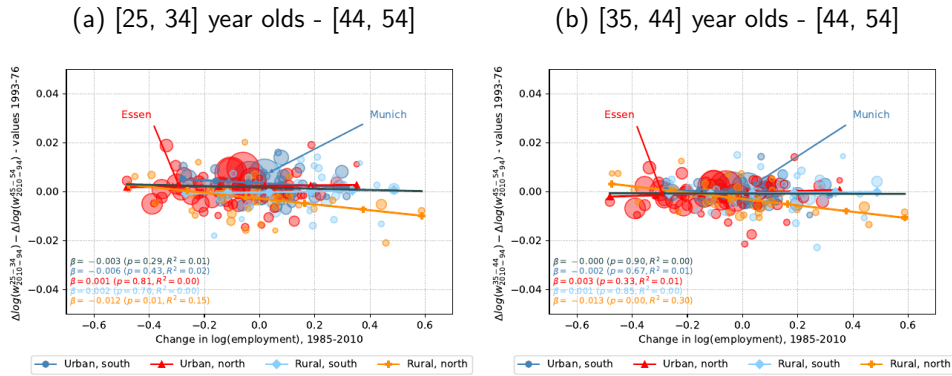 (a) [25, 34] year olds - [44, 54]
Δlog(w^{25−34}_{2010−94}) − Δlog(w^{45−54}_{2010−94}) - values 1993-76
0.04
0.02
0.00
−0.02
−0.04
Essen
Munich
β = −0.003 (p = 0.29, R² = 0.01)
β = −0.006 (p = 0.43, R² = 0.02)
β = 0.001 (p = 0.81, R² = 0.00)
β = −0.002 (p = 0.70, R² = 0.00)
β = −0.012 (p = 0.01, R² = 0.15)
−0.6 −0.4 −0.2 0.0 0.2 0.4 0.6
Change in log(employment), 1985-2010
Urban, south Urban, north Rural, south Rural, north
(b) [35, 44] year olds - [44, 54]
Δlog(w^{35−44}_{2010−94}) − Δlog(w^{45−54}_{2010−94}) - values 1993-76
0.04
0.02
0.00
−0.02
−0.04
Essen
Munich
β = −0.000 (p = 0.90, R² = 0.00)
β = −0.002 (p = 0.67, R² = 0.01)
β = 0.003 (p = 0.33, R² = 0.01)
β = 0.001 (p = 0.85, R² = 0.00)
β = −0.013 (p = 0.00, R² = 0.30)
−0.6 −0.4 −0.2 0.0 0.2 0.4 0.6
Change in log(employment), 1985-2010
Urban, south Urban, north Rural, south Rural, north